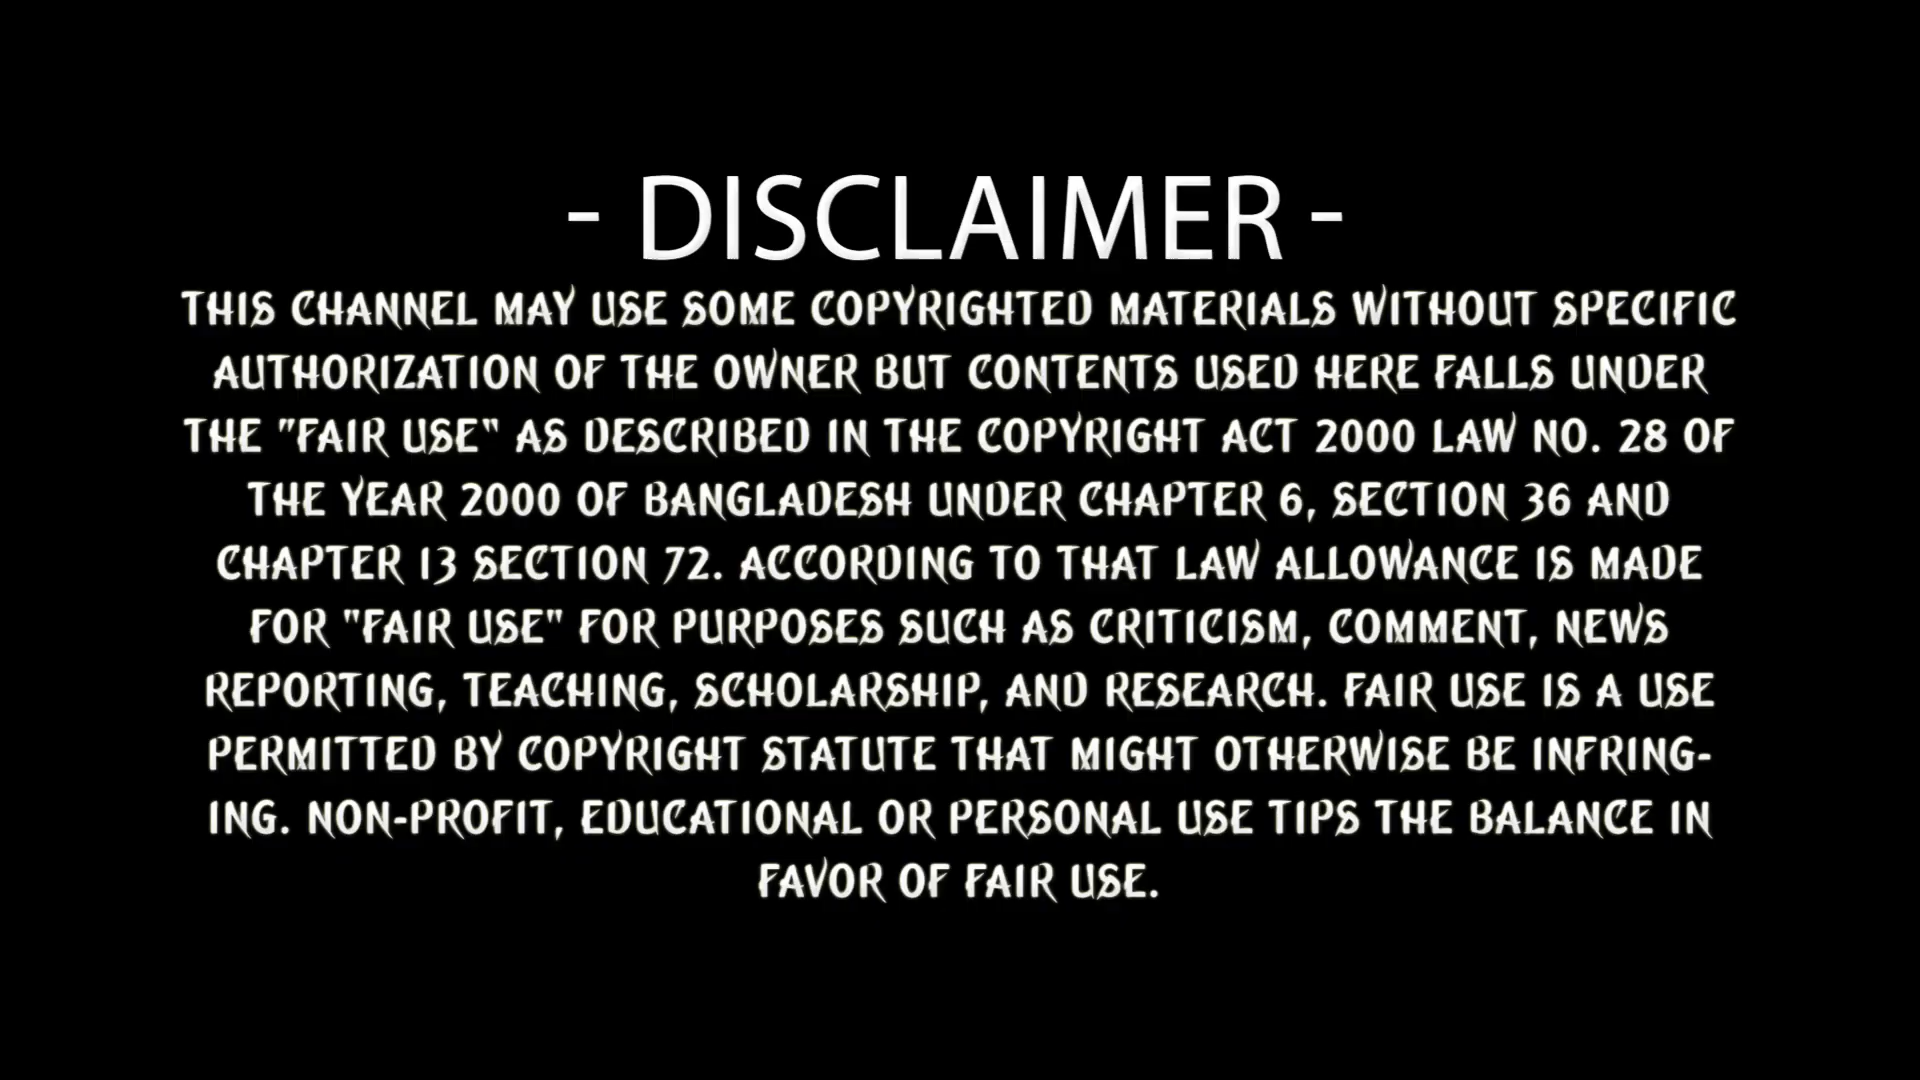 - DISCLAIMER -
THIS CHANNEL MAY USE SOME COPYRIGHTED MATERIALS WITHOUT SPECIFIC
AUTHORIZATION OF THE OWNER BUT CONTENTS USED HERE FALLS UNDER
THE "FAIR USE" AS DESCRIBED IN THE COPYRIGHT ACT 2000 LAW NO. 28 OF
THE YEAR 2000 OF BANGLADESH UNDER CHAPTER 6, SECTION 36 AND
CHAPTER 13 SECTION 72. ACCORDING TO THAT LAW ALLOWANCE IS MADE
FOR "FAIR USE" FOR PURPOSES SUCH AS CRITICISM, COMMENT, NEWS
REPORTING, TEACHING, SCHOLARSHIP, AND RESEARCH. FAIR USE IS A USE
PERMITTED BY COPYRIGHT STATUTE THAT MIGHT OTHERWISE BE INFRING-
ING. NON-PROFIT, EDUCATIONAL OR PERSONAL USE TIPS THE BALANCE IN
FAVOR OF FAIR USE.